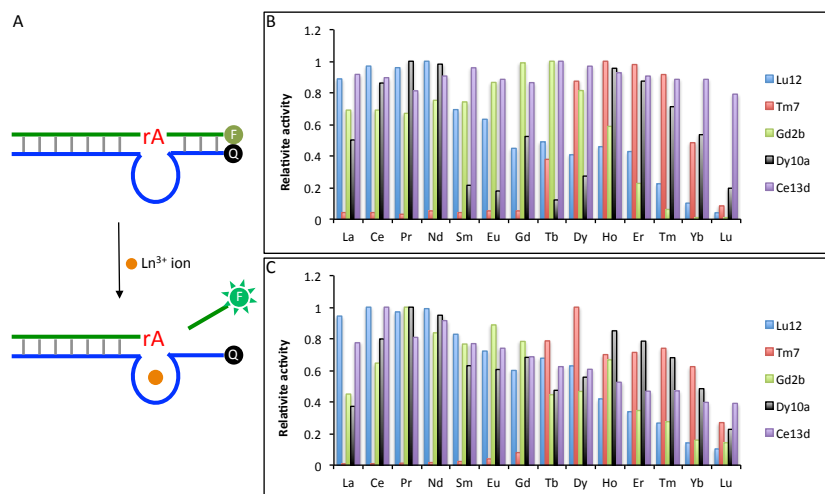 A
rA
F
Q
Ln³⁺ ion
F
rA
Q
B
Relativite activity
1.2
1
0.8
0.6
0.4
0.2
0
La Ce Pr Nd Sm Eu Gd Tb Dy Ho Er Tm Yb Lu
Lu12
Tm7
Gd2b
Dy10a
Ce13d
C
Relativite activity
1.2
1
0.8
0.6
0.4
0.2
0
La Ce Pr Nd Sm Eu Gd Tb Dy Ho Er Tm Yb Lu
Lu12
Tm7
Gd2b
Dy10a
Ce13d